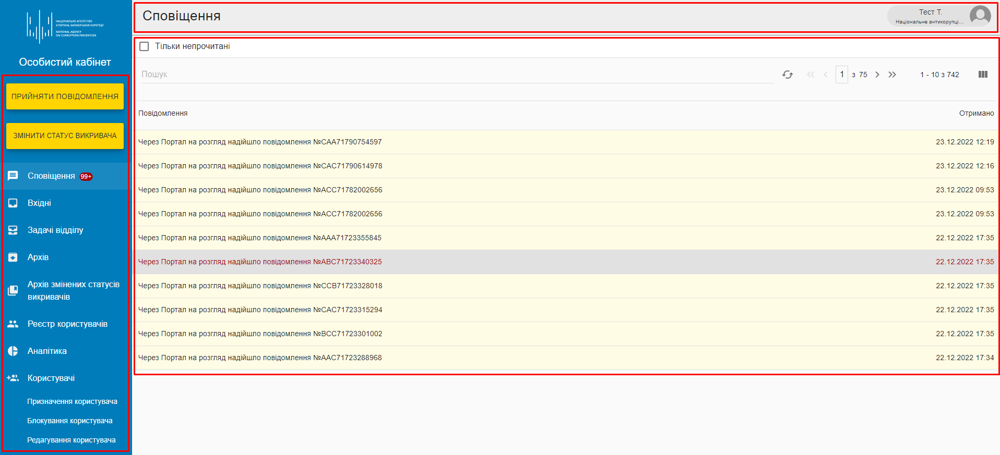 НАЦІОНАЛЬНЕ АГЕНТСТВО
З ПИТАНЬ ЗАПОБІГАННЯ КОРУПЦІЇ
NATIONAL AGENCY
ON CORRUPTION PREVENTION
Особистий кабінет
ПРИЙНЯТИ ПОВІДОМЛЕННЯ
ЗМІНИТИ СТАТУС ВИКРИВАЧА
Сповіщення 99+
Вхідні
Задачі відділу
Архів
Архів змінених статусів
викривачів
Реєстр користувачів
Аналітика
Користувачі
Призначення користувача
Блокування користувача
Редагування користувача
Сповіщення
Тест Т.
Національне антикорупці...
Тільки непрочитані
Пошук
1 з 75
1 - 10 з 742
Повідомлення Отримано
Через Портал на розгляд надійшло повідомлення №CAA71790754597 23.12.2022 12:19
Через Портал на розгляд надійшло повідомлення №CAC71790614978 23.12.2022 12:16
Через Портал на розгляд надійшло повідомлення №ACC71782002656 23.12.2022 09:53
Через Портал на розгляд надійшло повідомлення №ACC71782002656 23.12.2022 09:53
Через Портал на розгляд надійшло повідомлення №AAA71723355845 22.12.2022 17:35
Через Портал на розгляд надійшло повідомлення №ABC71723340325 22.12.2022 17:35
Через Портал на розгляд надійшло повідомлення №CCB71723328018 22.12.2022 17:35
Через Портал на розгляд надійшло повідомлення №CAC71723315294 22.12.2022 17:35
Через Портал на розгляд надійшло повідомлення №BCC71723301002 22.12.2022 17:35
Через Портал на розгляд надійшло повідомлення №AAC71723288968 22.12.2022 17:34